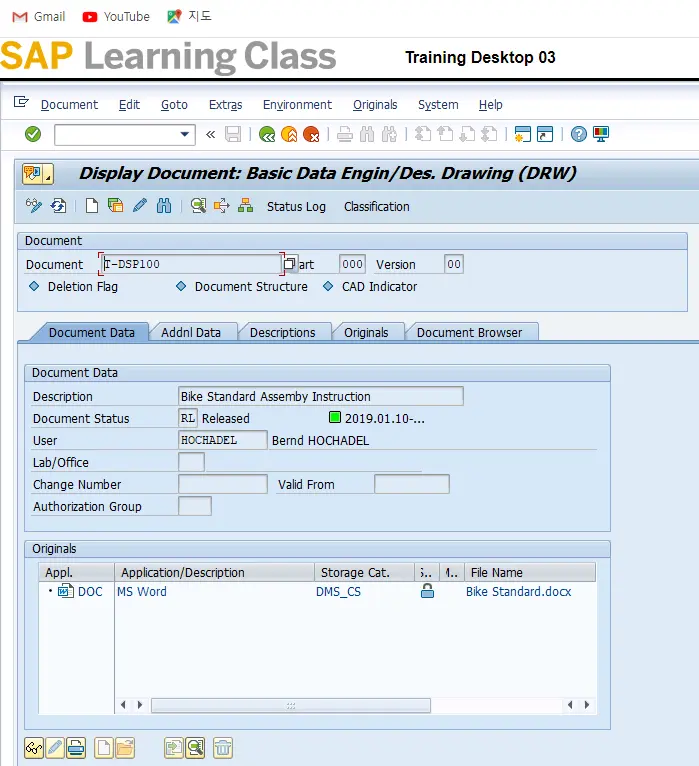 Gmail YouTube 지도
SAP Learning Class Training Desktop 03
Document Edit Goto Extras Environment Originals System Help
Display Document: Basic Data Engin/Des. Drawing (DRW)
Status Log Classification
Document
Document T-DSP100 art 000 Version 00
Deletion Flag Document Structure CAD Indicator
Document Data Addnl Data Descriptions Originals Document Browser
Document Data
Description Bike Standard Assemby Instruction
Document Status RL Released 2019.01.10-...
User HOCHADEL Bernd HOCHADEL
Lab/Office
Change Number Valid From
Authorization Group
Originals
Appl. Application/Description Storage Cat. S.. M.. File Name
DOC MS Word DMS_CS Bike Standard.docx